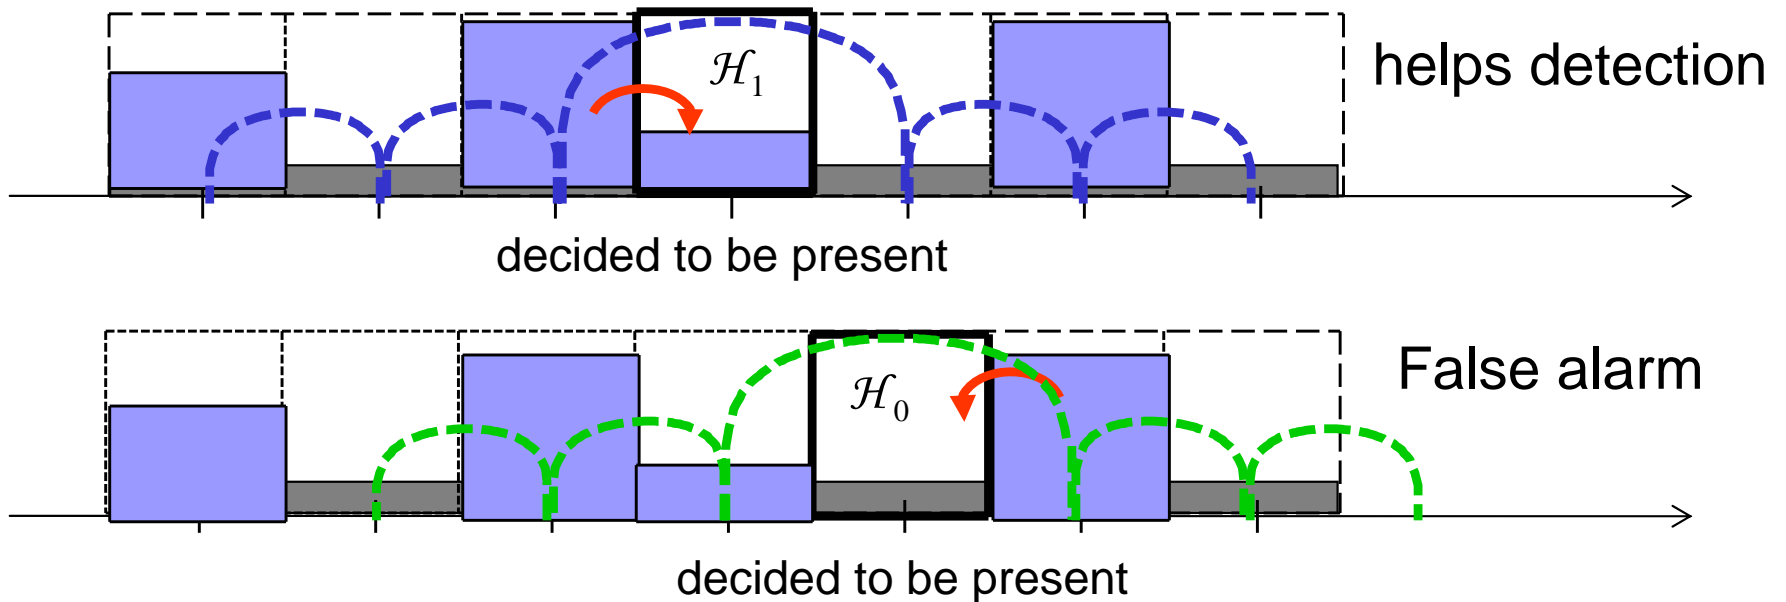 ℋ₁
helps detection
decided to be present
ℋ₀
False alarm
decided to be present